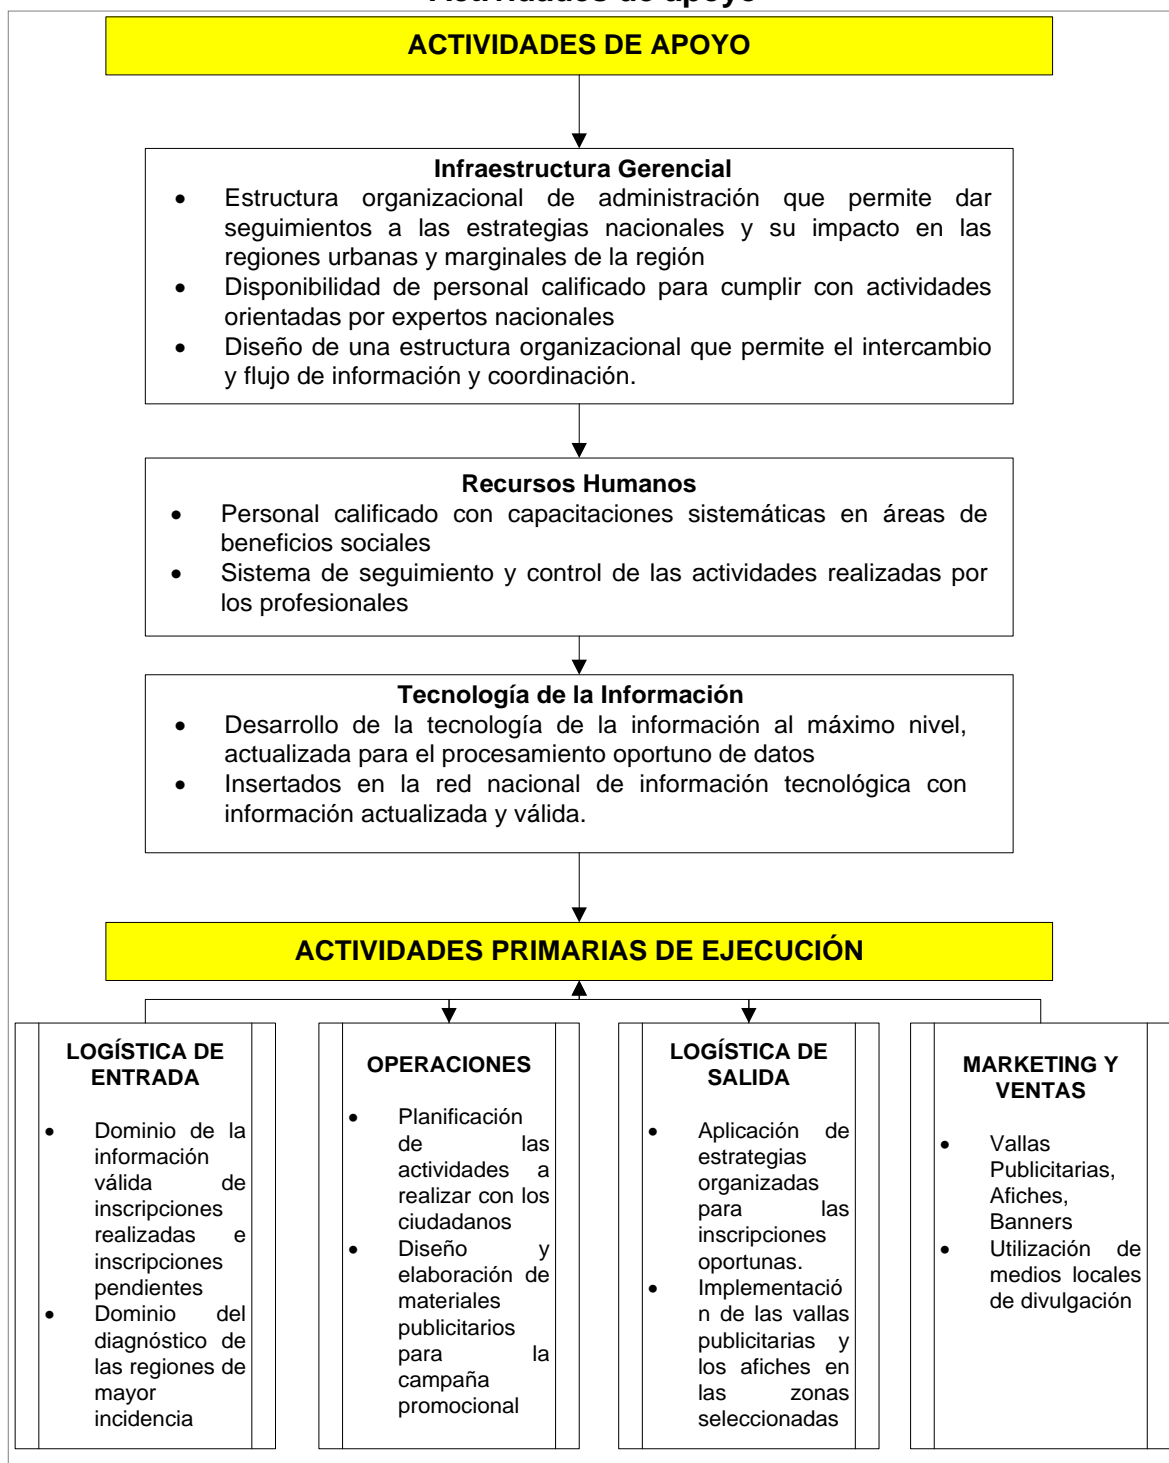 Actividades de apoyo
ACTIVIDADES DE APOYO
Infraestructura Gerencial
• Estructura organizacional de administración que permite dar
seguimientos a las estrategias nacionales y su impacto en las
regiones urbanas y marginales de la región
• Disponibilidad de personal calificado para cumplir con actividades
orientadas por expertos nacionales
• Diseño de una estructura organizacional que permite el intercambio
y flujo de información y coordinación.
Recursos Humanos
• Personal calificado con capacitaciones sistemáticas en áreas de
beneficios sociales
• Sistema de seguimiento y control de las actividades realizadas por
los profesionales
Tecnología de la Información
• Desarrollo de la tecnología de la información al máximo nivel,
actualizada para el procesamiento oportuno de datos
• Insertados en la red nacional de información tecnológica con
información actualizada y válida.
ACTIVIDADES PRIMARIAS DE EJECUCIÓN
LOGÍSTICA DE
ENTRADA
• Dominio de la
información
válida de
inscripciones
realizadas e
inscripciones
pendientes
• Dominio del
diagnóstico de
las regiones de
mayor
incidencia
OPERACIONES
• Planificación
de las
actividades a
realizar con los
ciudadanos
• Diseño y
elaboración de
materiales
publicitarios
para la
campaña
promocional
LOGÍSTICA DE
SALIDA
• Aplicación de
estrategias
organizadas
para las
inscripciones
oportunas.
• Implementació
n de las vallas
publicitarias y
los afiches en
las zonas
seleccionadas
MARKETING Y
VENTAS
• Vallas
Publicitarias,
Afiches,
Banners
• Utilización de
medios locales
de divulgación